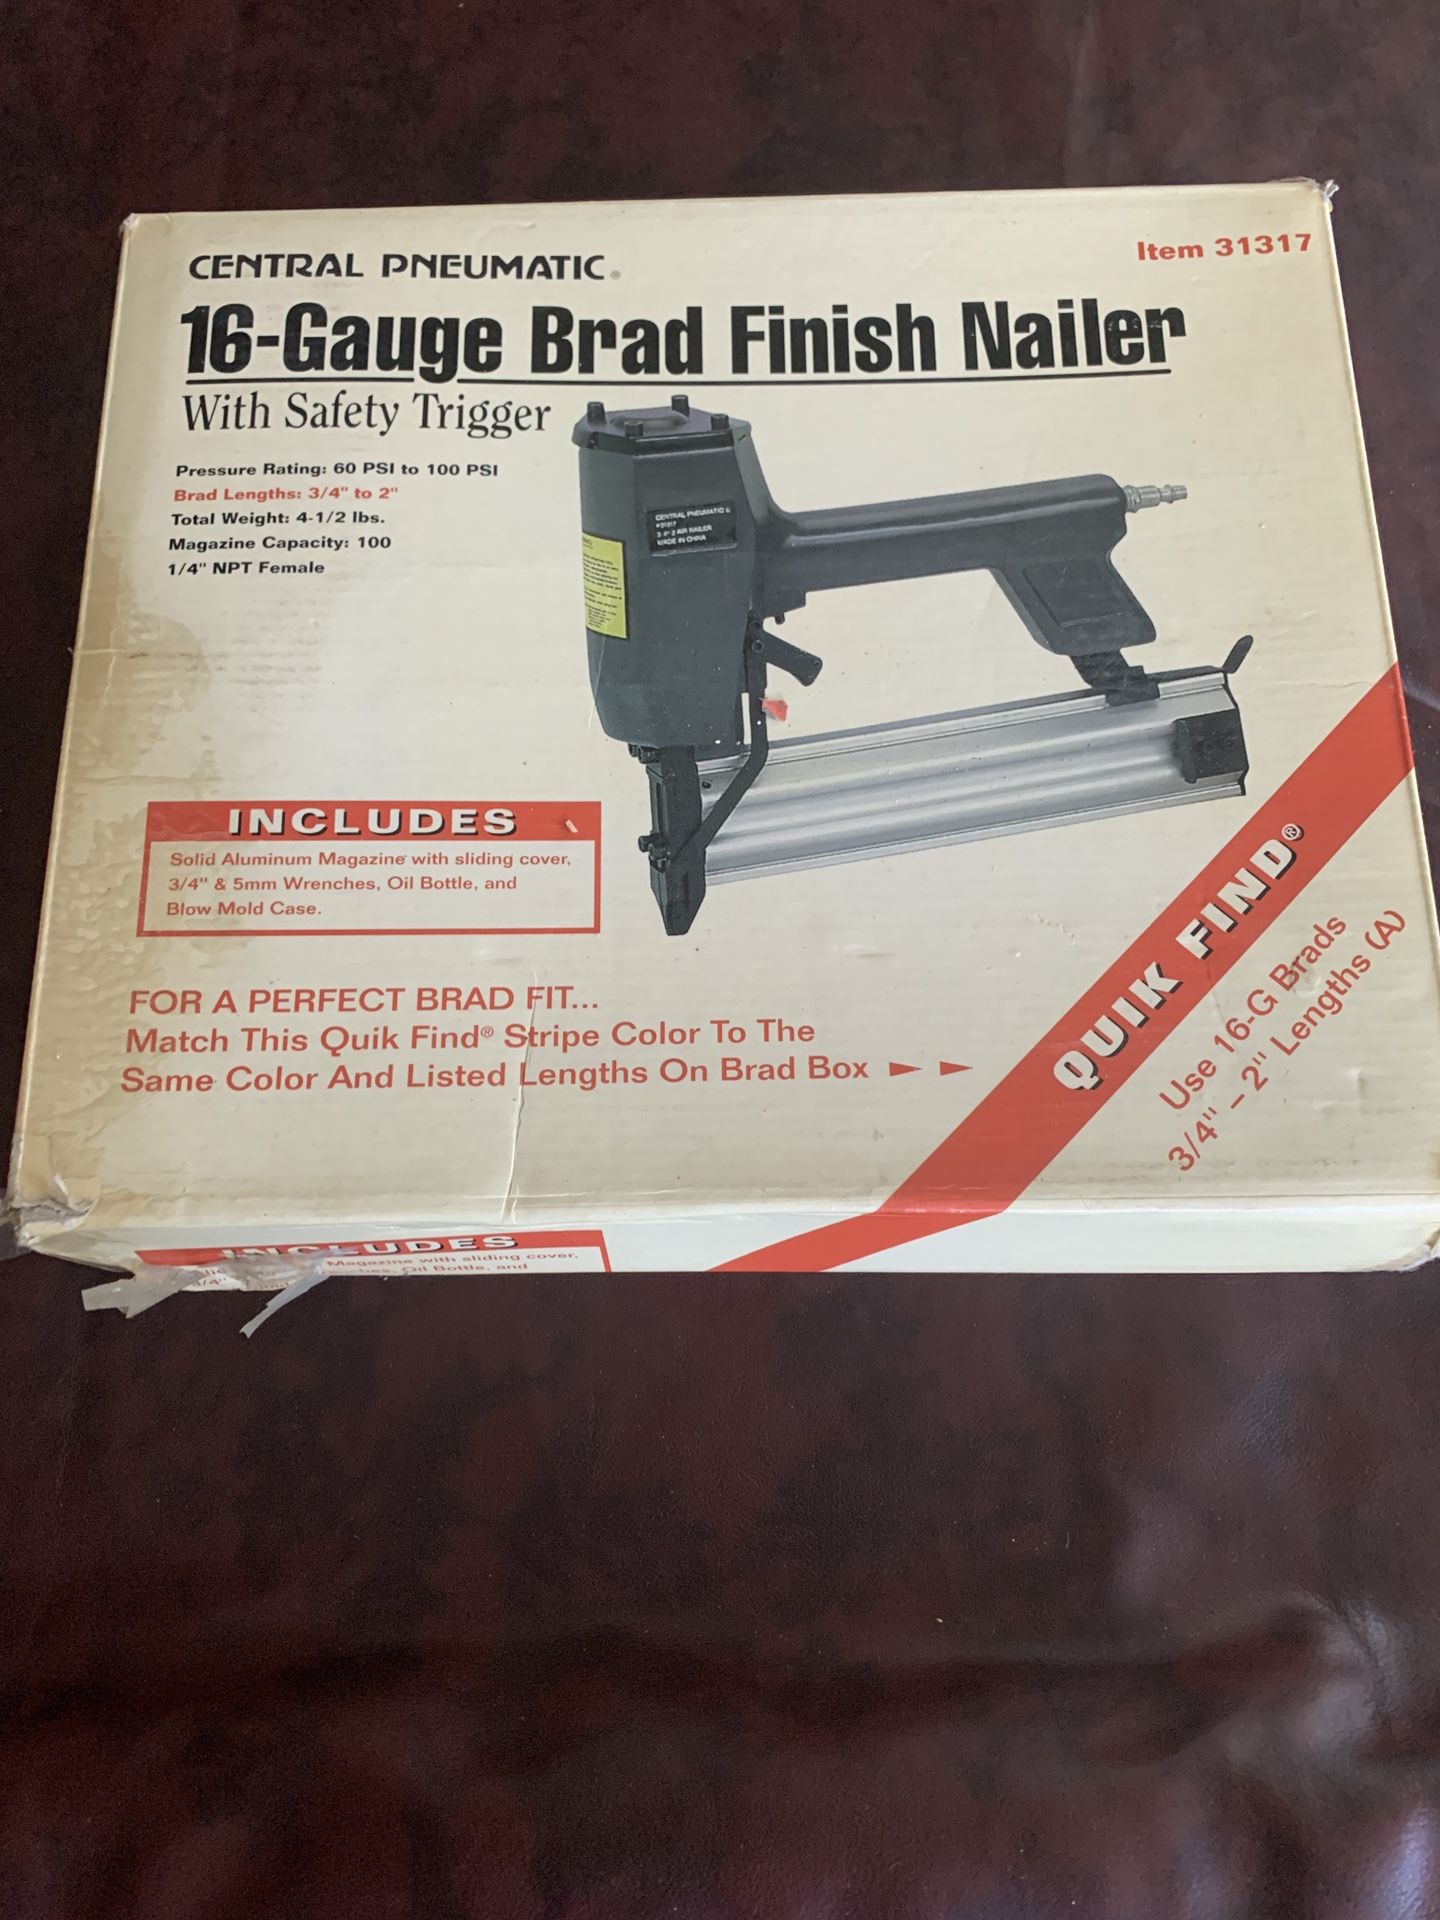 CENTRAL PNEUMATIC®
Item 31317
16-Gauge Brad Finish Nailer
With Safety Trigger
Pressure Rating: 60 PSI to 100 PSI
Brad Lengths: 3/4" to 2"
Total Weight: 4-1/2 lbs.
Magazine Capacity: 100
1/4" NPT Female
CENTRAL PNEUMATIC ®
#31317
AIR NAILER
MADE IN CHINA
INCLUDES
Solid Aluminum Magazine with sliding cover,
3/4" & 5mm Wrenches, Oil Bottle, and
Blow Mold Case.
FOR A PERFECT BRAD FIT...
Match This Quik Find® Stripe Color To The
Same Color And Listed Lengths On Brad Box
QUIK FIND®
Use 16-G Brads
3/4" – 2" Lengths (A)
INCLUDES
Magazine with sliding cover,
Oil Bottle, and